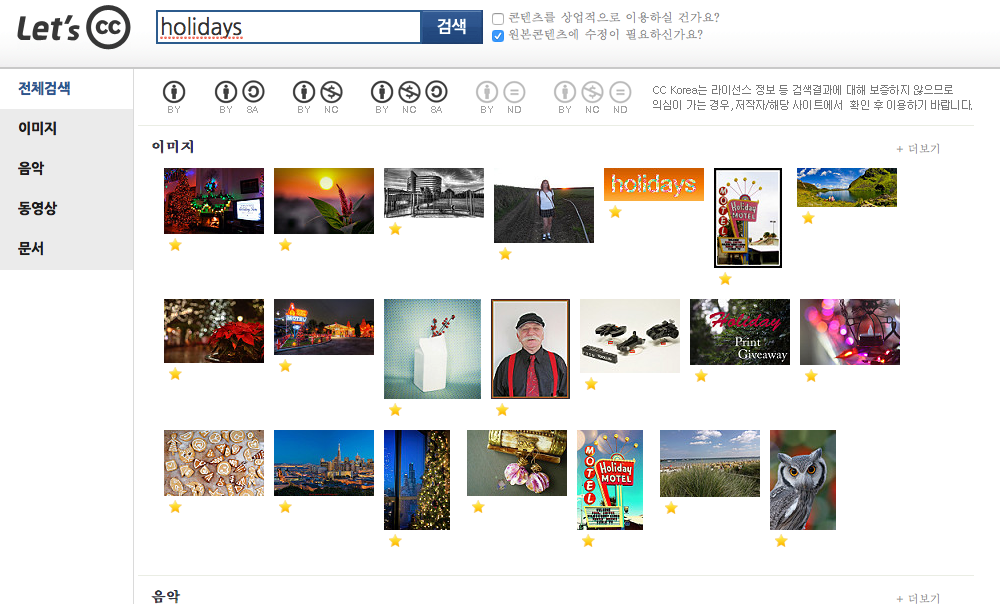 Let's CC
holidays
검색
콘텐츠를 상업적으로 이용하실 건가요?
원본콘텐츠에 수정이 필요하신가요?
전체검색
이미지
음악
동영상
문서
BY
BY SA
BY NC
BY NC SA
BY ND
BY NC ND
CC Korea는 라이선스 정보 등 검색결과에 대해 보증하지 않으므로
의심이 가는 경우, 저작자/해당 사이트에서 확인 후 이용하기 바랍니다.
이미지
+ 더보기
holidays
MOTEL
Holiday
MOTEL
MOTEL
Holiday
Print
Giveaway
MOTEL
Holiday
MOTEL
음악
+ 더보기